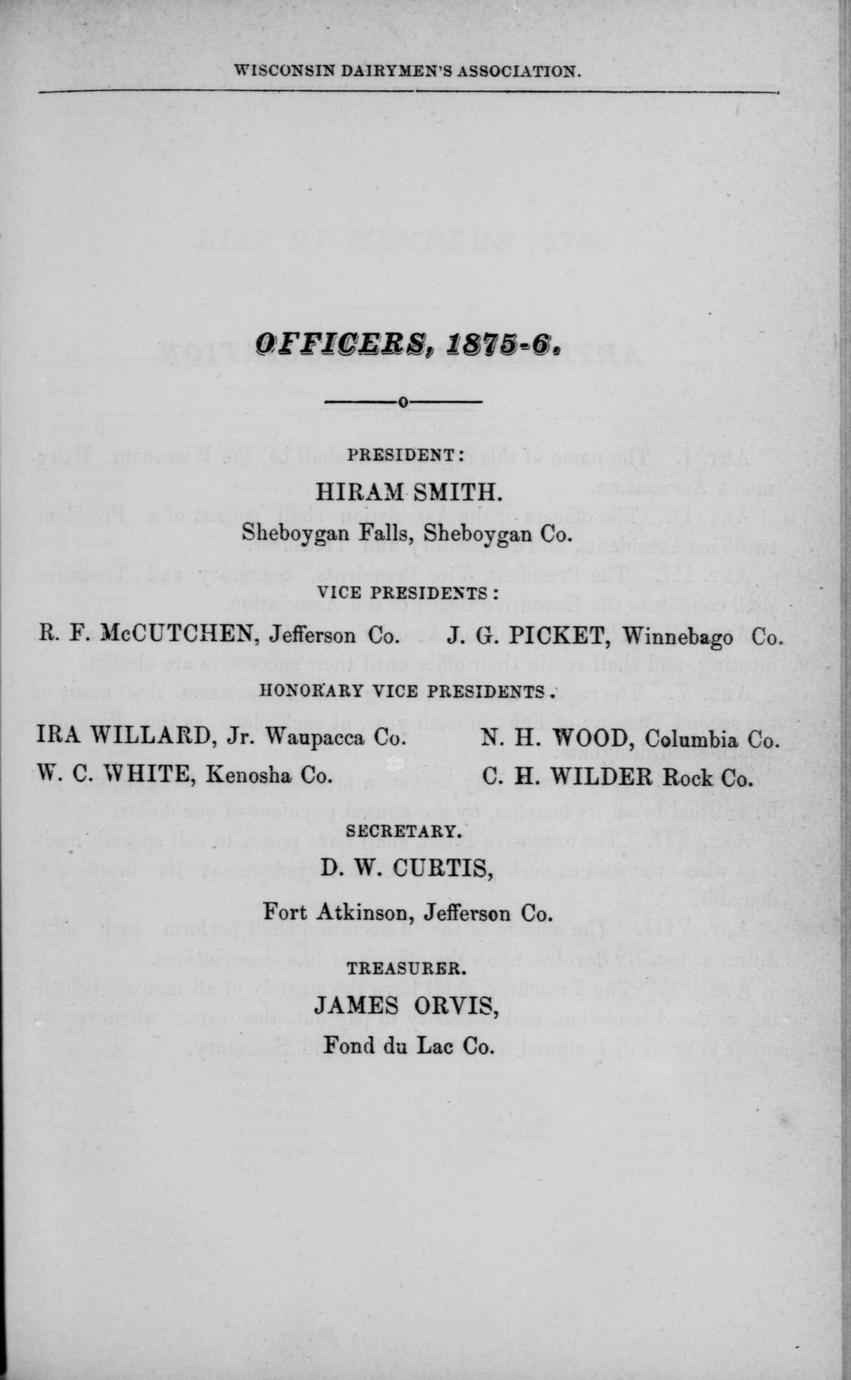 WISCONSIN DAIRYMEN'S ASSOCIATION.
OFFICERS, 1875-6.
PRESIDENT:
HIRAM SMITH.
Sheboygan Falls, Sheboygan Co.
VICE PRESIDENTS:
R. F. McCUTCHEN, Jefferson Co. J. G. PICKET, Winnebago Co.
HONORARY VICE PRESIDENTS.
IRA WILLARD, Jr. Waupacca Co. N. H. WOOD, Columbia Co.
W. C. WHITE, Kenosha Co. C. H. WILDER Rock Co.
SECRETARY.
D. W. CURTIS,
Fort Atkinson, Jefferson Co.
TREASURER.
JAMES ORVIS,
Fond du Lac Co.